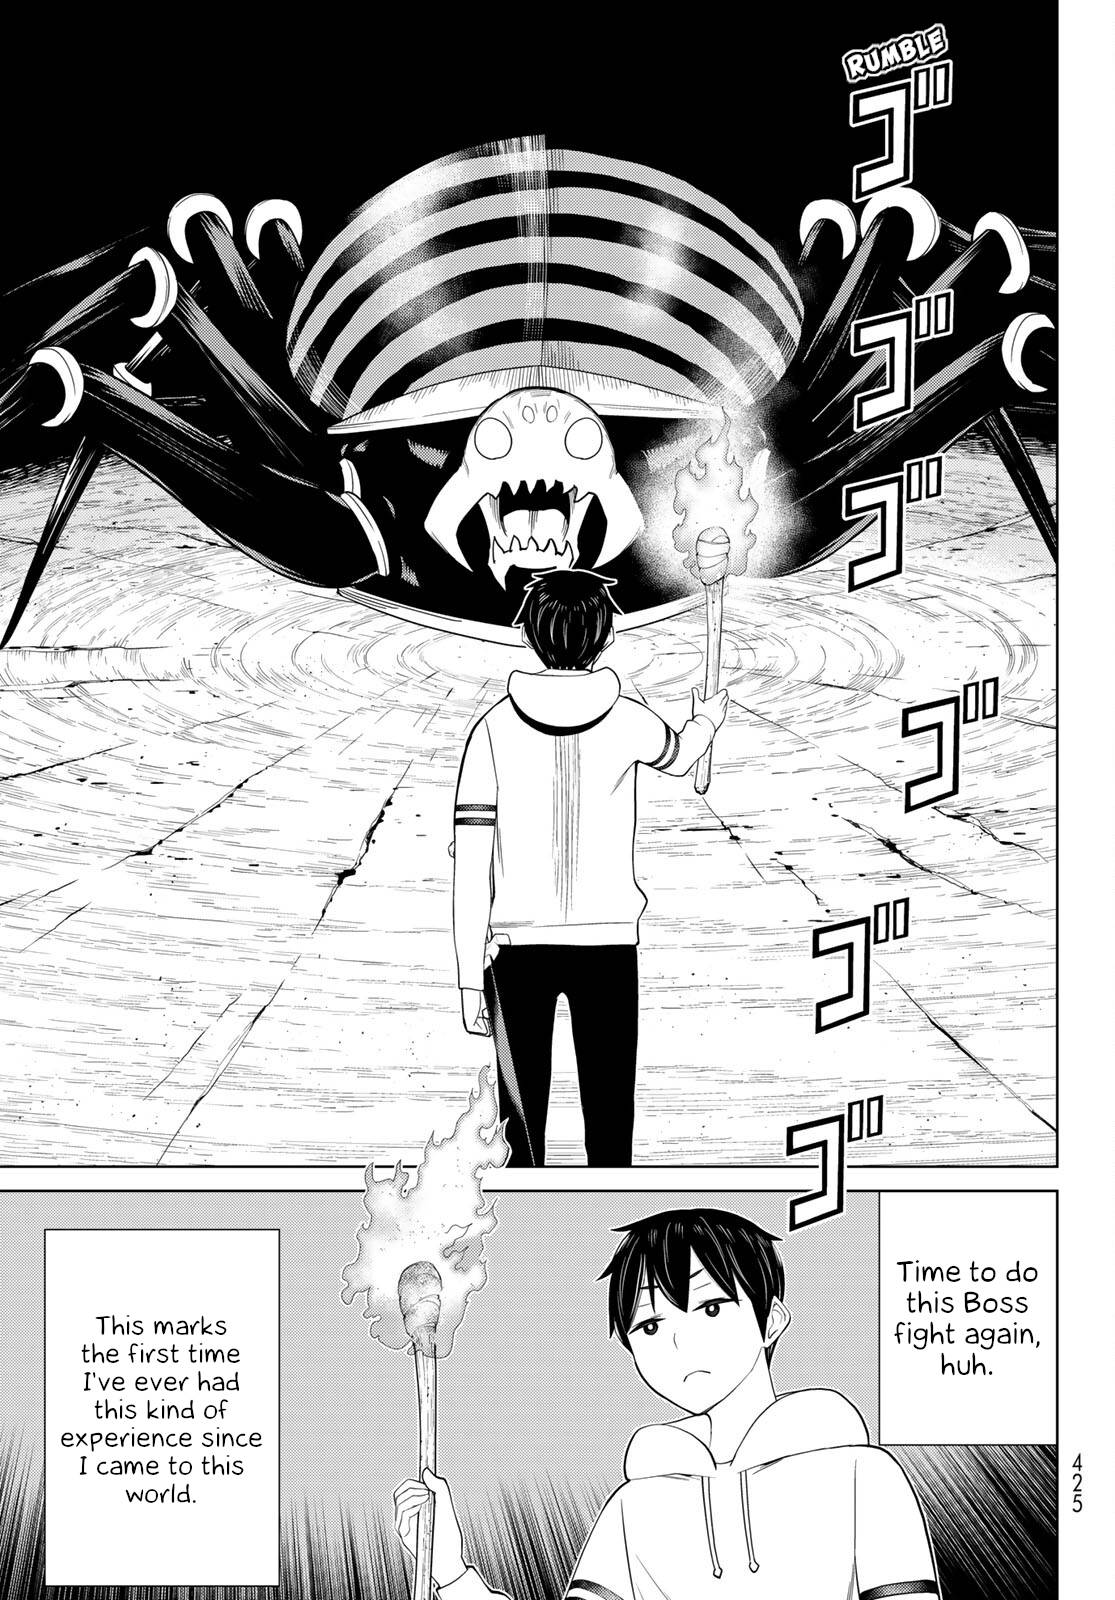 RUMBLE
ゴ
ゴ
ゴ
ゴ
ゴ
ゴ
Time to do
this Boss
fight again,
huh.
This marks
the first time
I've ever had
this kind of
experience since
I came to this
world.
425